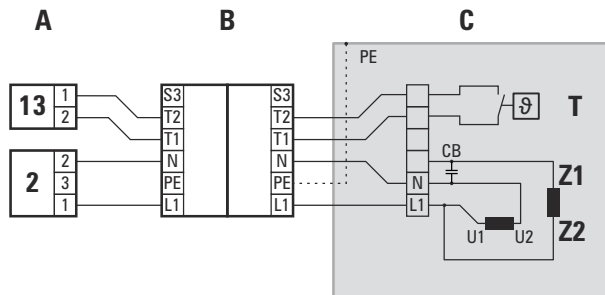 A B C
PE
13 1 S3 S3
2 T2 T2 ϑ T
T1 T1
2 2 N N CB Z1
3 PE PE N
1 L1 L1 L1 U1 U2 Z2